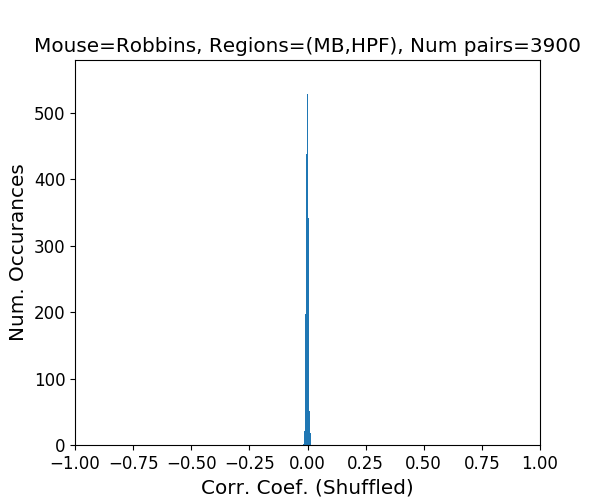 Mouse=Robbins, Regions=(MB,HPF), Num pairs=3900
Num. Occurances
500
400
300
200
100
0
−1.00 −0.75 −0.50 −0.25 0.00 0.25 0.50 0.75 1.00
Corr. Coef. (Shuffled)